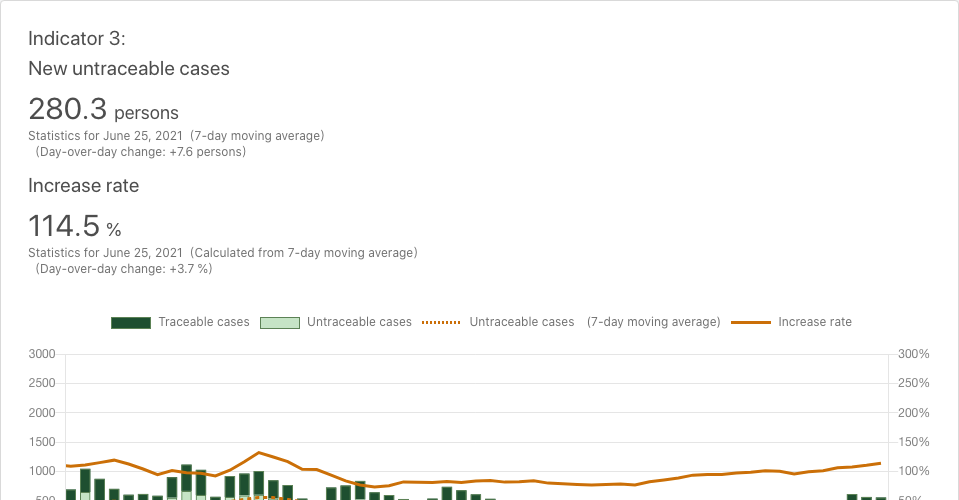 Indicator 3:
New untraceable cases
280.3 persons
Statistics for June 25, 2021 (7-day moving average)
(Day-over-day change: +7.6 persons)
Increase rate
114.5 %
Statistics for June 25, 2021 (Calculated from 7-day moving average)
(Day-over-day change: +3.7 %)
Traceable cases Untraceable cases Untraceable cases (7-day moving average) Increase rate
3000 300%
2500 250%
2000 200%
1500 150%
1000 100%
500 50%